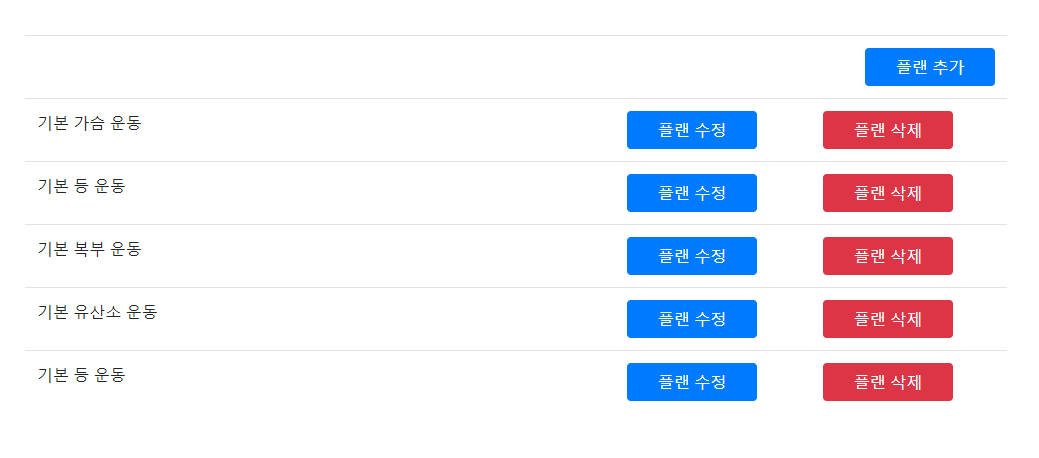 플랜 추가
기본 가슴 운동 플랜 수정 플랜 삭제
기본 등 운동 플랜 수정 플랜 삭제
기본 복부 운동 플랜 수정 플랜 삭제
기본 유산소 운동 플랜 수정 플랜 삭제
기본 등 운동 플랜 수정 플랜 삭제